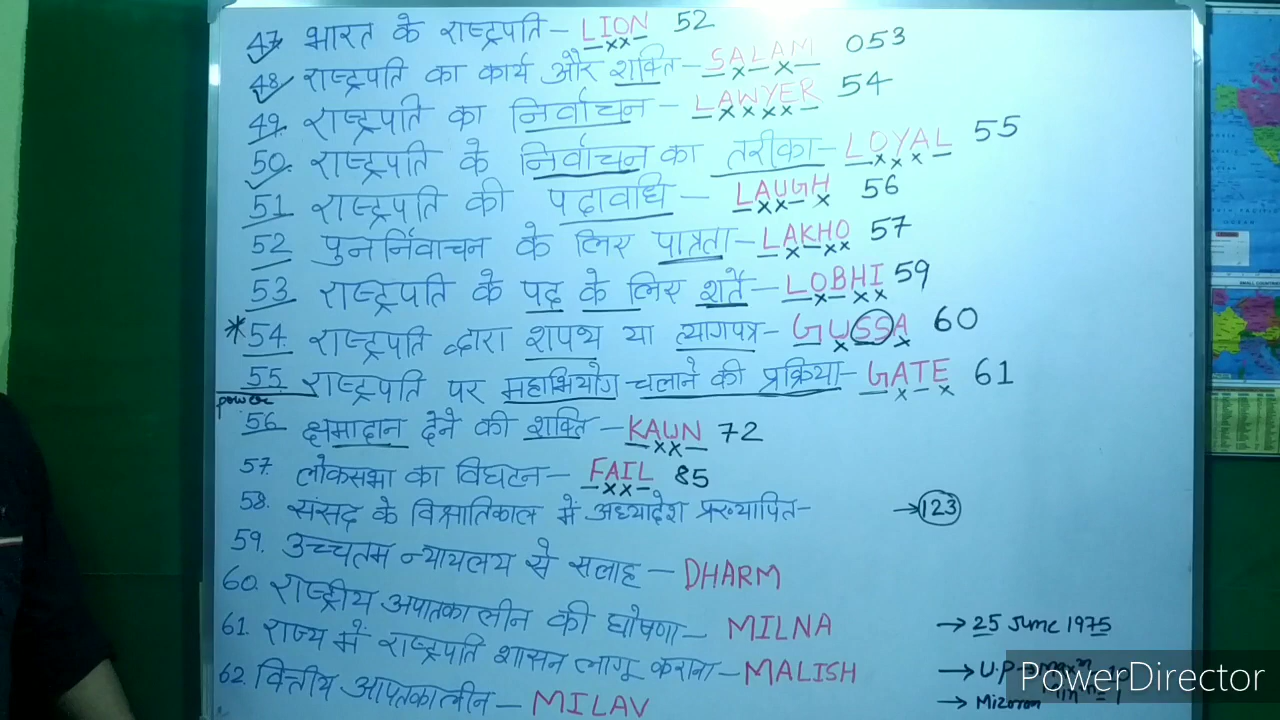 47. भारत के राष्ट्रपति - LION 52
48. राष्ट्रपति का कार्य और शक्ति - SALAM 053
49. राष्ट्रपति का निर्वाचन - LAWYER 54
50. राष्ट्रपति के निर्वाचन का तरीका - LOYAL 55
51 राष्ट्रपति की पदावधि - LAUGH 56
52 पुनर्निवाचन के लिए पात्रता - LAKHO 57
53 राष्ट्रपति के पद के लिए शर्ते - LOBHI 59
*54. राष्ट्रपति द्वारा शपथ या त्यागपत्र - GUSSA 60
55 राष्ट्रपति पर महाभियोग चलाने की प्रक्रिया - GATE 61
power
56 क्षमादान देने की शक्ति - KAUN 72
57. लोकसभा का विघटन - FAIL 85
58. संसद के विश्रातिकाल में अध्यादेश प्रख्यापित - → 123
59. उच्चतम न्यायलय से सलाह - DHARM
60. राष्ट्रीय अपातकालीन की घोषणा - MILNA → 25 June 1975
61. राज्य में राष्ट्रपति शासन लागू कराना - MALISH → U.P
62. वित्तीय आपतकालीन - MILAV → Mizoram
PowerDirector